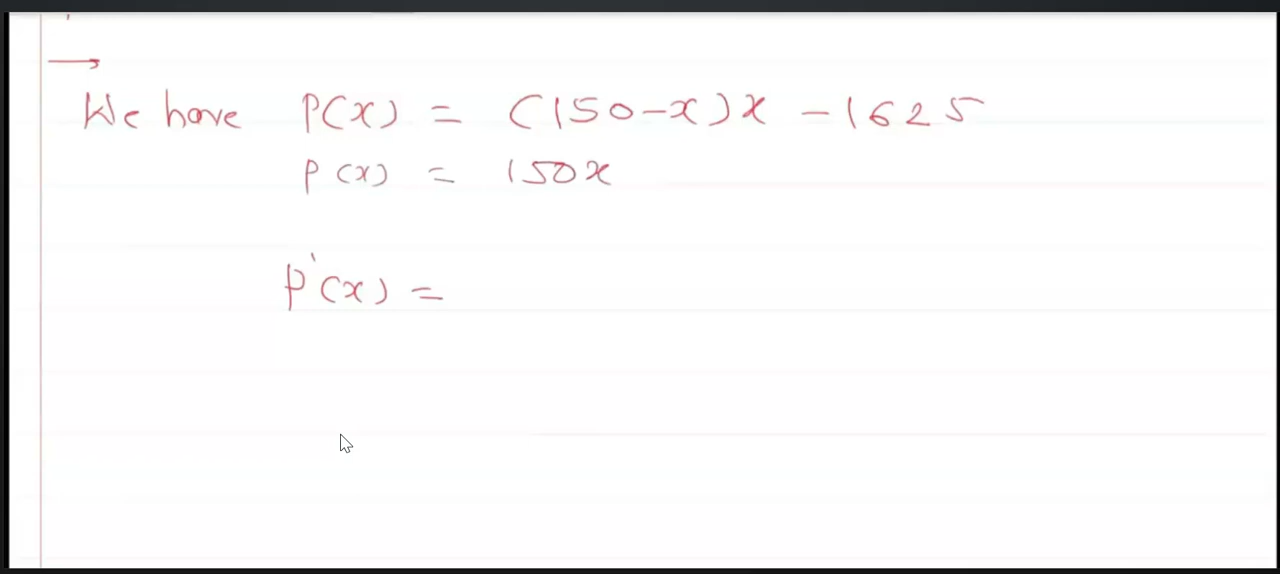 We have P(x) = (150-x)x - 1625
P(x) = 150x
P'(x) =